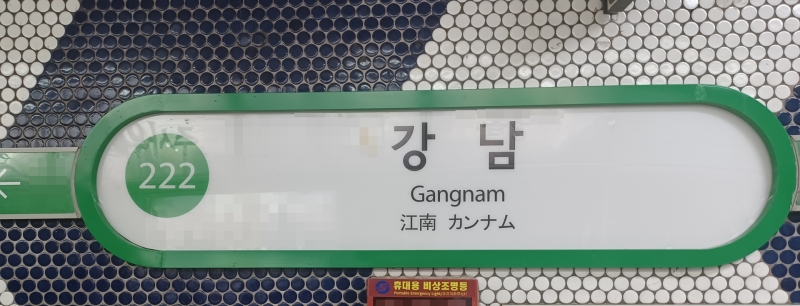 강남
222
Gangnam
江南 カンナム
휴대용 비상조명등